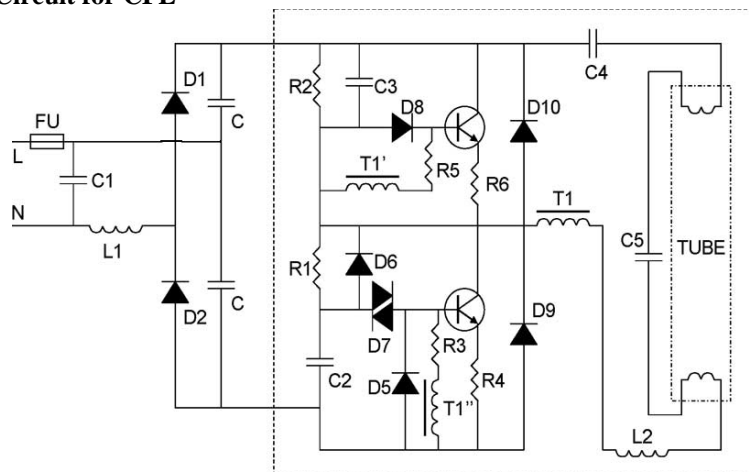 Circuit for CFL
D1
C
R2
C3
C4
FU
D8
D10
L
C1
T1'
R5
R6
T1
N
L1
R1
D6
C5
TUBE
D2
C
D7
R3
D9
C2
D5
R4
T1"
L2